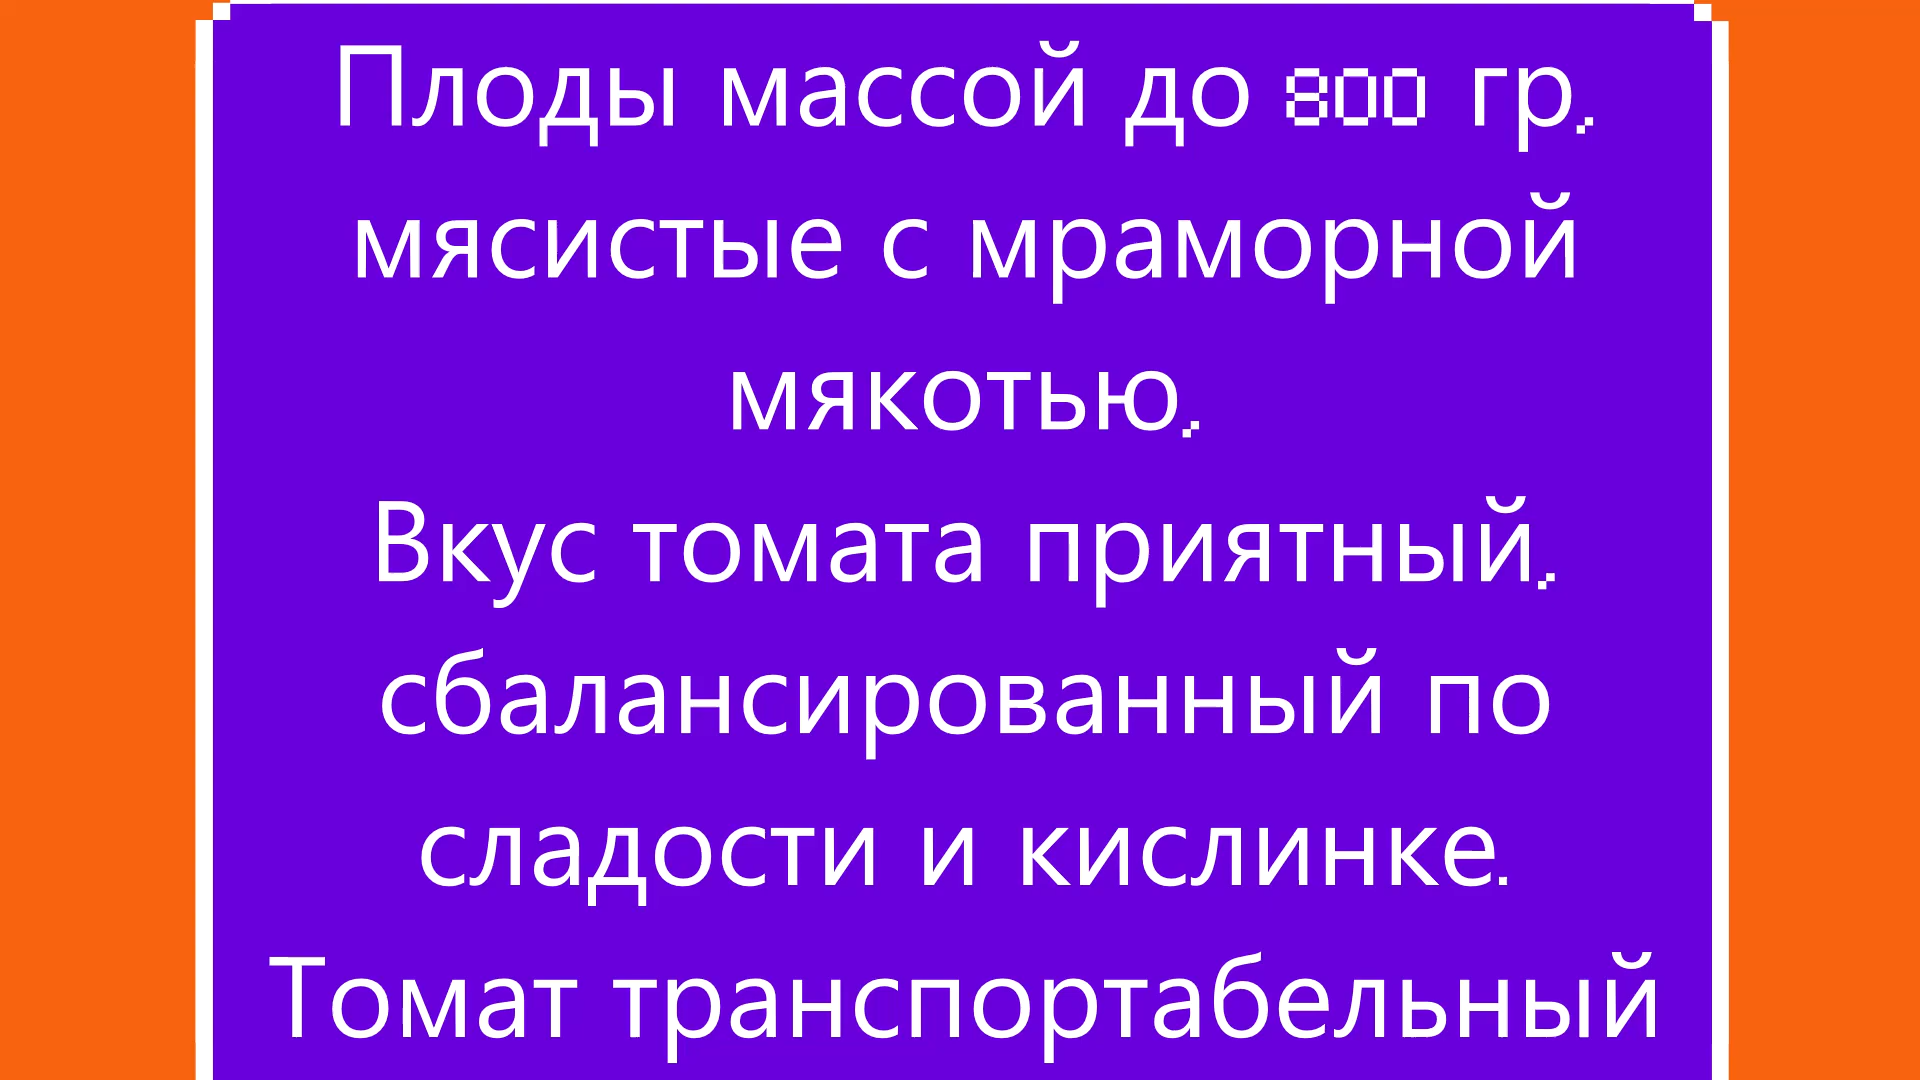 Плоды массой до 800 гр,
мясистые с мраморной
мякотью,
Вкус томата приятный,
сбалансированный по
сладости и кислинке.
Томат транспортабельный